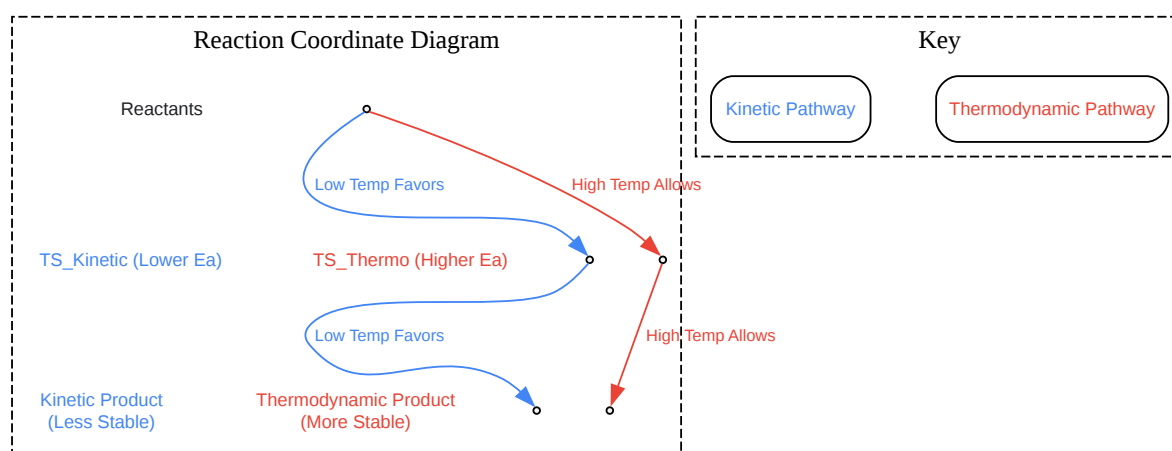 Reaction Coordinate Diagram
Key
Reactants
Kinetic Pathway
Thermodynamic Pathway
Low Temp Favors
High Temp Allows
TS_Kinetic (Lower Ea)
TS_Thermo (Higher Ea)
Low Temp Favors
High Temp Allows
Kinetic Product
(Less Stable)
Thermodynamic Product
(More Stable)